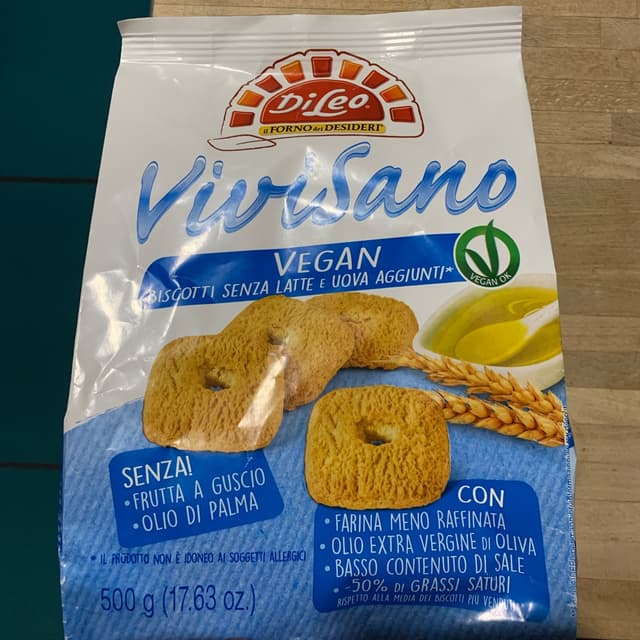 DiLeo
il FORNO dei DESIDERI
ViviSano
VEGAN
BISCOTTI SENZA LATTE E UOVA AGGIUNTI*
VEGAN OK
SENZA!
• FRUTTA A GUSCIO
• OLIO DI PALMA
CON
• FARINA MENO RAFFINATA
• OLIO EXTRA VERGINE DI OLIVA
• BASSO CONTENUTO DI SALE
• -50% DI GRASSI SATURI
RISPETTO ALLA MEDIA DEI BISCOTTI PIÙ
* IL PRODOTTO NON È IDONEO AI SOGGETTI ALLERGICI
500 g (17.63 oz.)